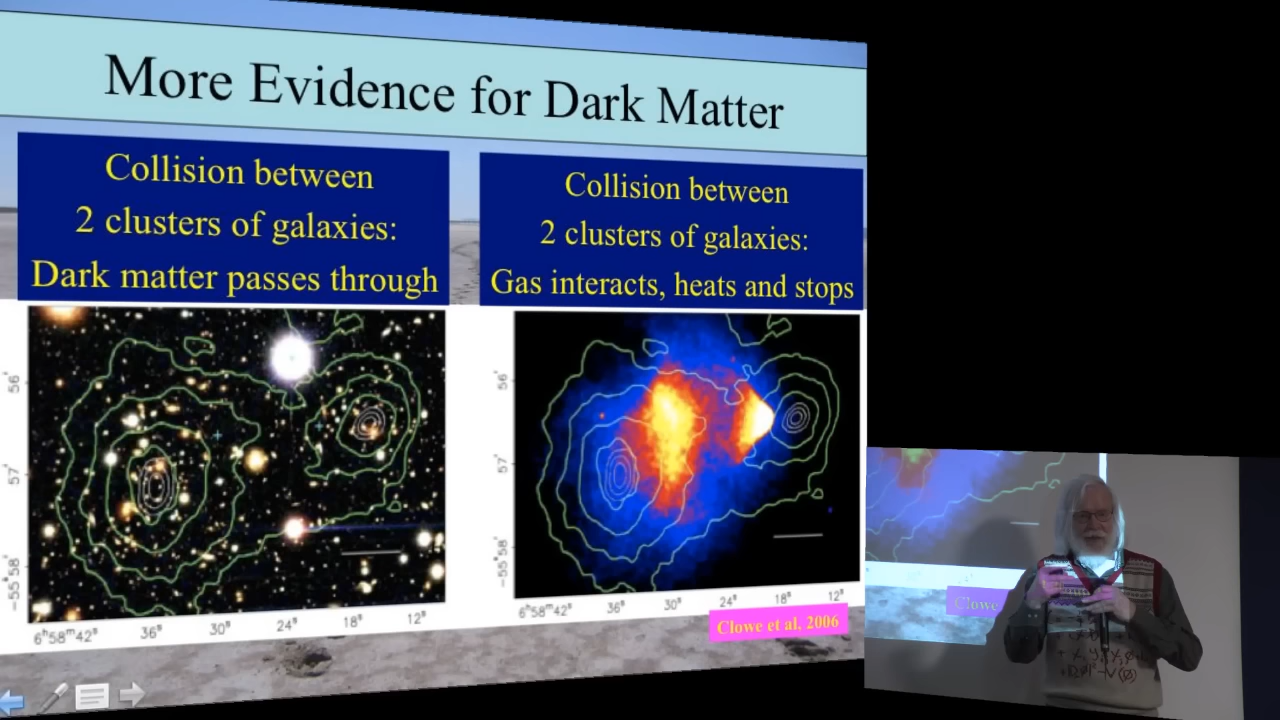 More Evidence for Dark Matter
Collision between
2 clusters of galaxies:
Dark matter passes through
Collision between
2 clusters of galaxies:
Gas interacts, heats and stops
56'
57'
−55°58'
6ʰ58ᵐ42ˢ 36ˢ 30ˢ 24ˢ 18ˢ 12ˢ
56'
57'
−55°58'
6ʰ58ᵐ42ˢ 36ˢ 30ˢ 24ˢ 18ˢ 12ˢ
Clowe et al. 2006
Clowe